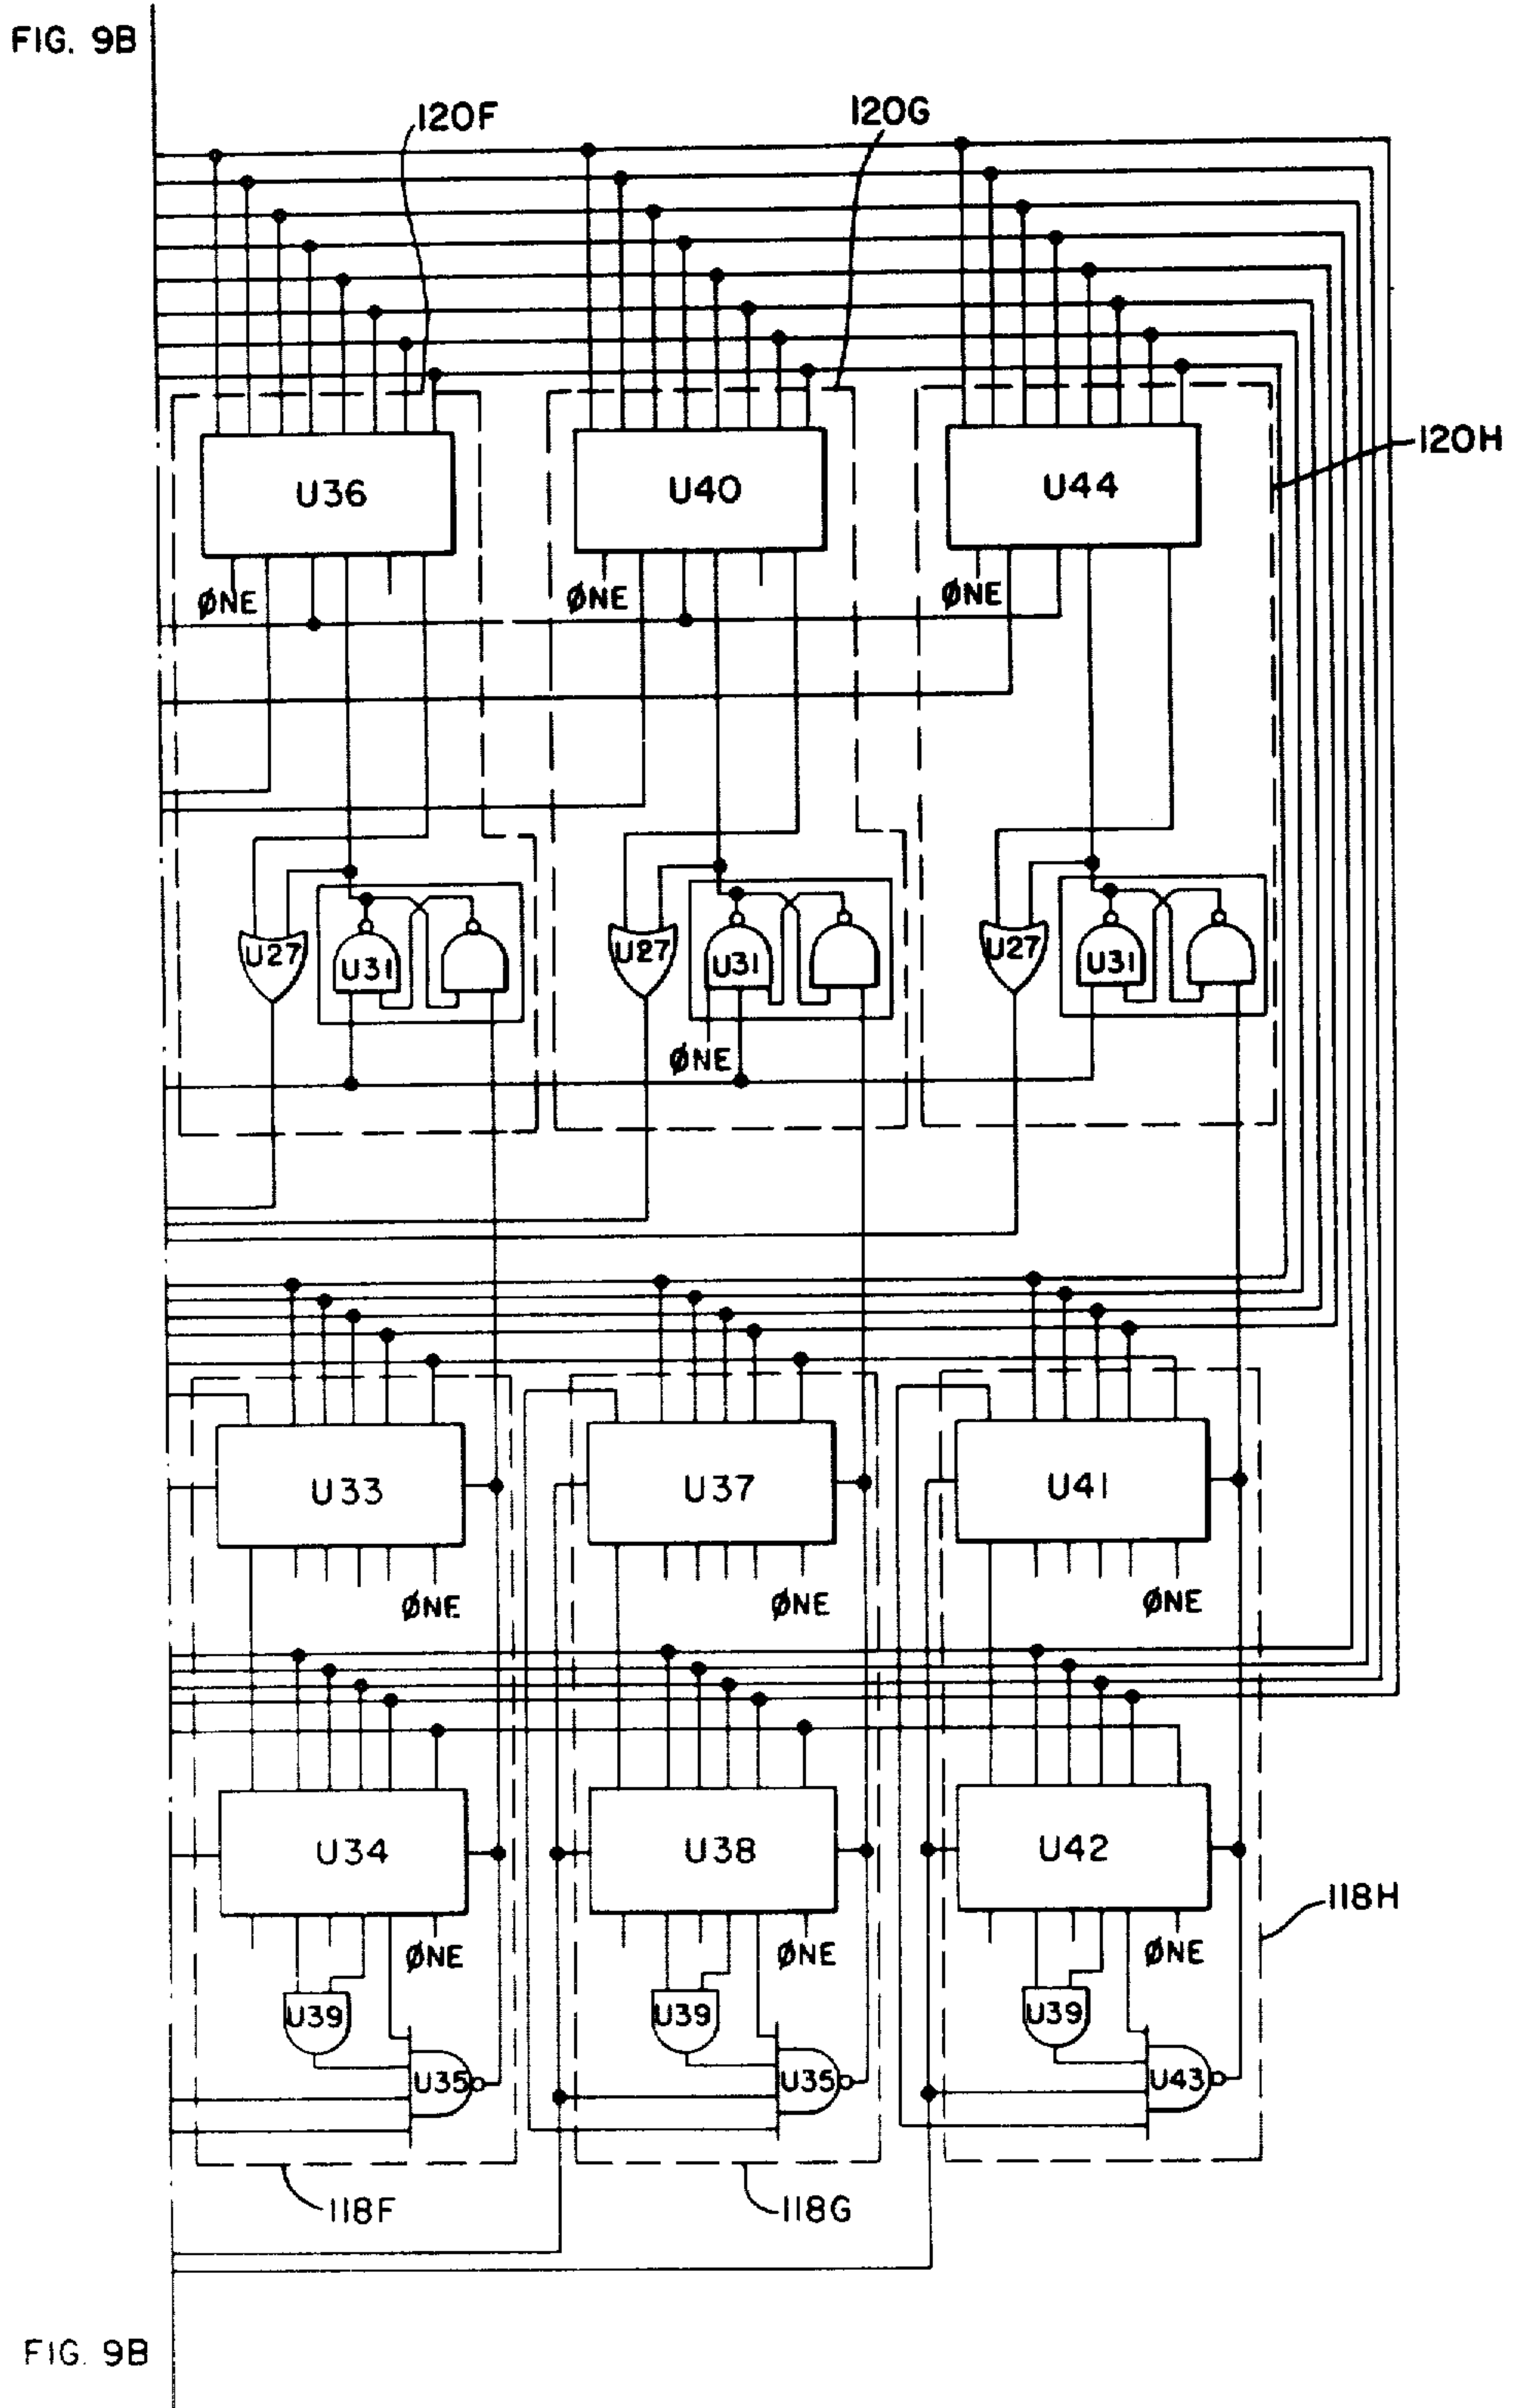 FIG. 9B
120F
120G
120H
U36
U40
U44
ØNE
ØNE
ØNE
U27
U31
U27
U31
U27
U31
ØNE
U33
U37
U41
ØNE
ØNE
ØNE
U34
U38
U42
118H
ØNE
ØNE
ØNE
U39
U39
U39
U35
U35
U43
118F
118G
FIG. 9B